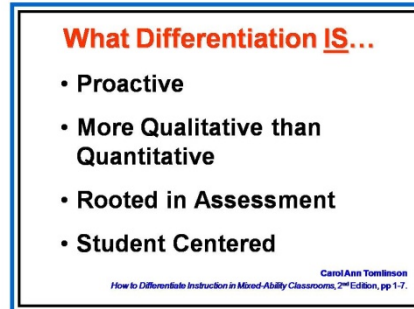 What Differentiation IS…
• Proactive
• More Qualitative than
Quantitative
• Rooted in Assessment
• Student Centered
Carol Ann Tomlinson
How to Differentiate Instruction in Mixed-Ability Classrooms, 2nd Edition, pp 1-7.